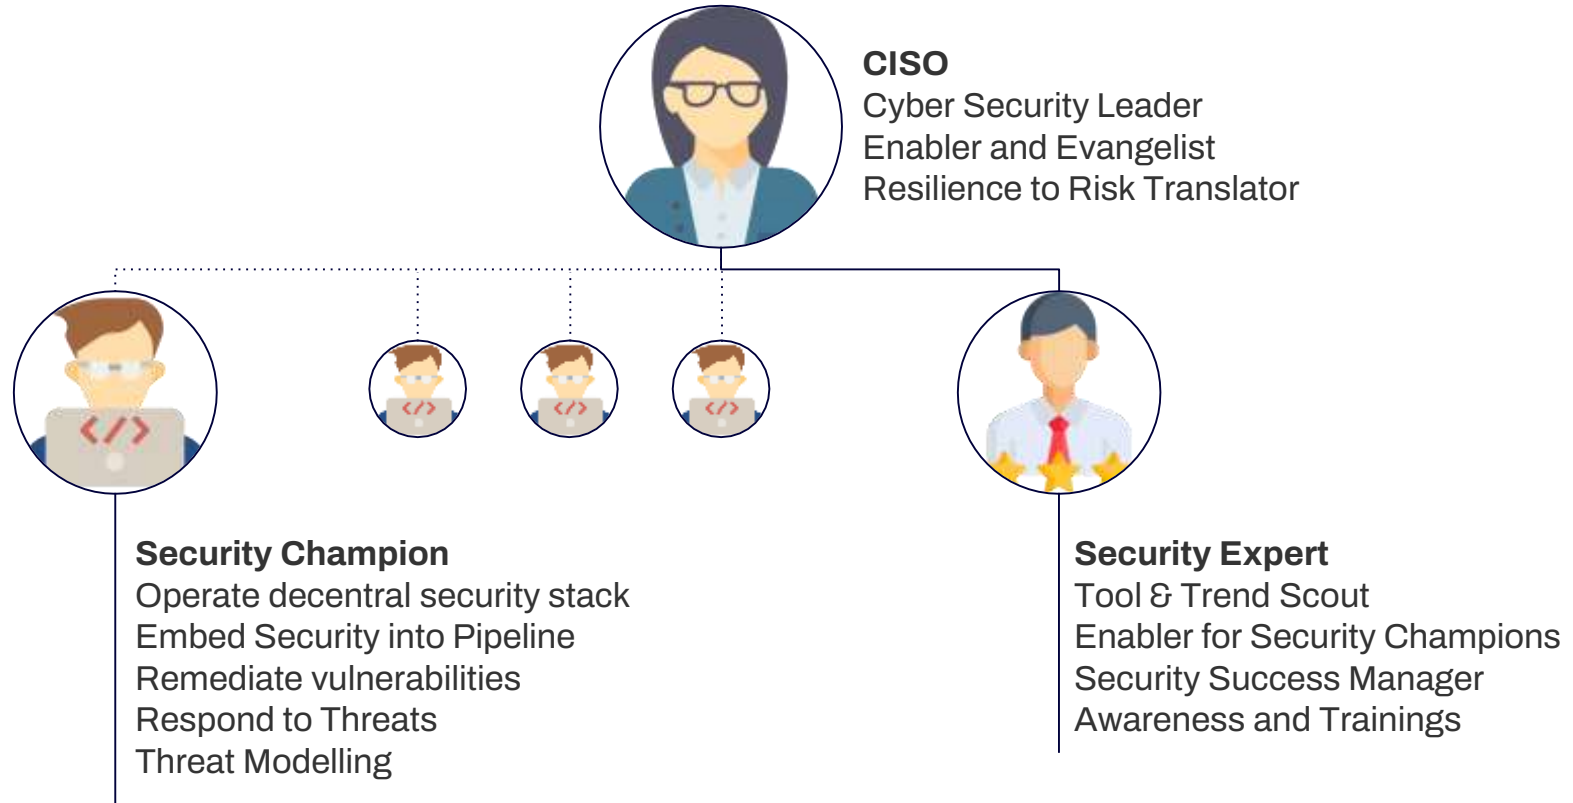 CISO
Cyber Security Leader
Enabler and Evangelist
Resilience to Risk Translator
</>
</>
</>
</>
Security Champion
Operate decentral security stack
Embed Security into Pipeline
Remediate vulnerabilities
Respond to Threats
Threat Modelling
Security Expert
Tool & Trend Scout
Enabler for Security Champions
Security Success Manager
Awareness and Trainings